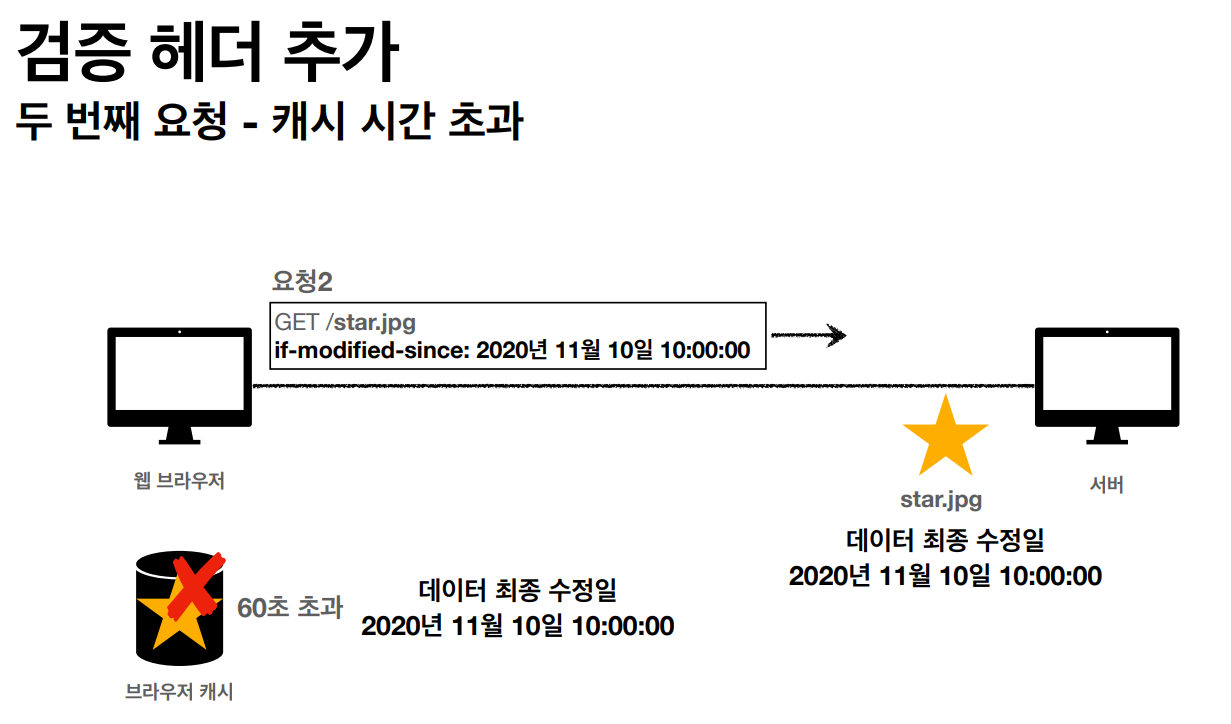 검증 헤더 추가
두 번째 요청 - 캐시 시간 초과
요청2
GET /star.jpg
if-modified-since: 2020년 11월 10일 10:00:00
웹 브라우저
서버
star.jpg
데이터 최종 수정일
2020년 11월 10일 10:00:00
60초 초과
데이터 최종 수정일
2020년 11월 10일 10:00:00
브라우저 캐시